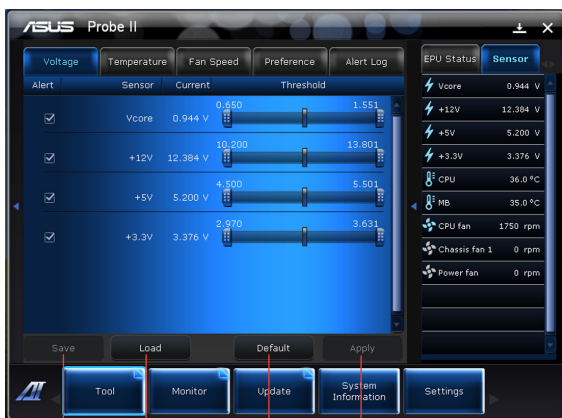 ASUS Probe II
Voltage Temperature Fan Speed Preference Alert Log
Alert Sensor Current Threshold
0.650 1.551
Vcore 0.944 V
10.200 13.801
+12V 12.384 V
4.500 5.501
+5V 5.200 V
2.970 3.631
+3.3V 3.376 V
Save Load Default Apply
EPU Status Sensor
Vcore 0.944 V
+12V 12.384 V
+5V 5.200 V
+3.3V 3.376 V
CPU 36.0 °C
MB 35.0 °C
CPU fan 1750 rpm
Chassis fan 1 0 rpm
Power fan 0 rpm
AI Tool Monitor Update System Information Settings